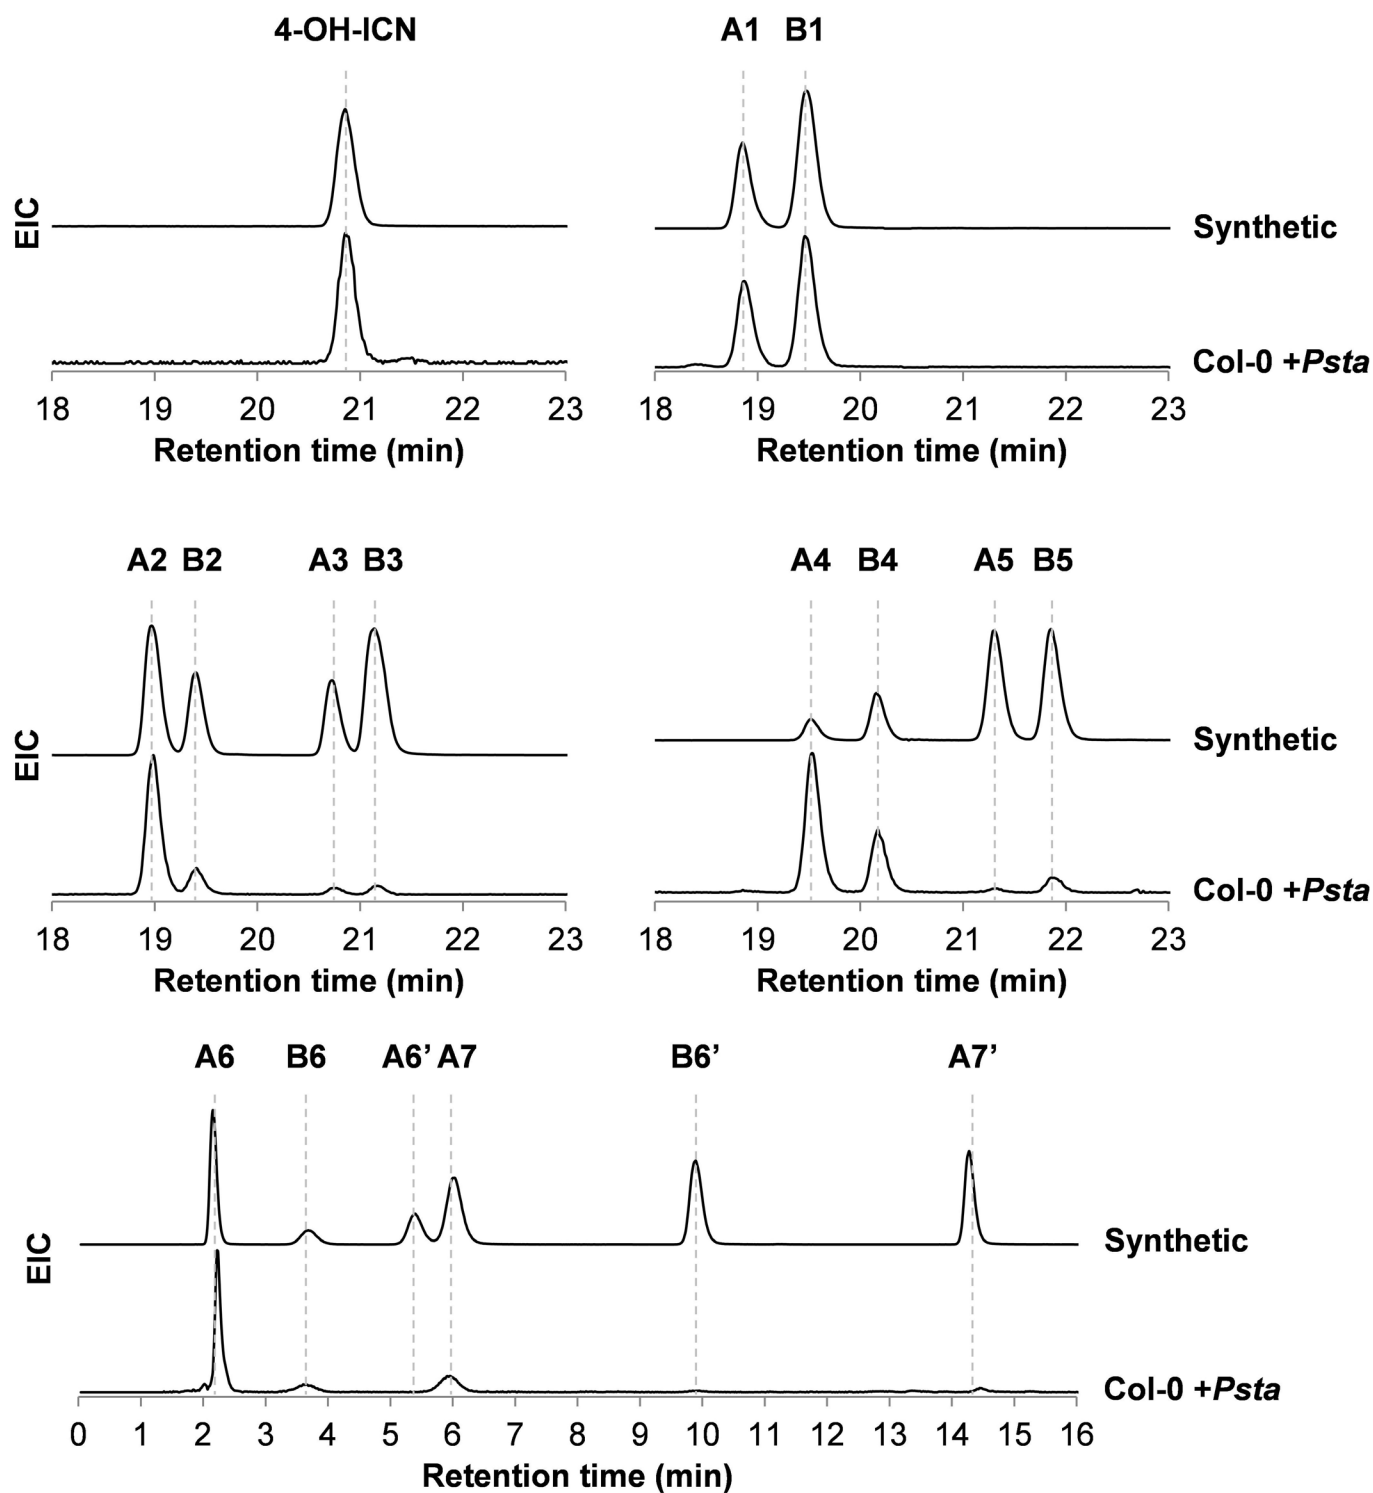 4-OH-ICN
A1 B1
EIC
Synthetic
Col-0 +Psta
18 19 20 21 22 23
18 19 20 21 22 23
Retention time (min)
Retention time (min)
A2 B2 A3 B3
A4 B4 A5 B5
EIC
Synthetic
Col-0 +Psta
18 19 20 21 22 23
18 19 20 21 22 23
Retention time (min)
Retention time (min)
A6 B6 A6’ A7 B6’ A7’
EIC
Synthetic
Col-0 +Psta
0 1 2 3 4 5 6 7 8 9 10 11 12 13 14 15 16
Retention time (min)